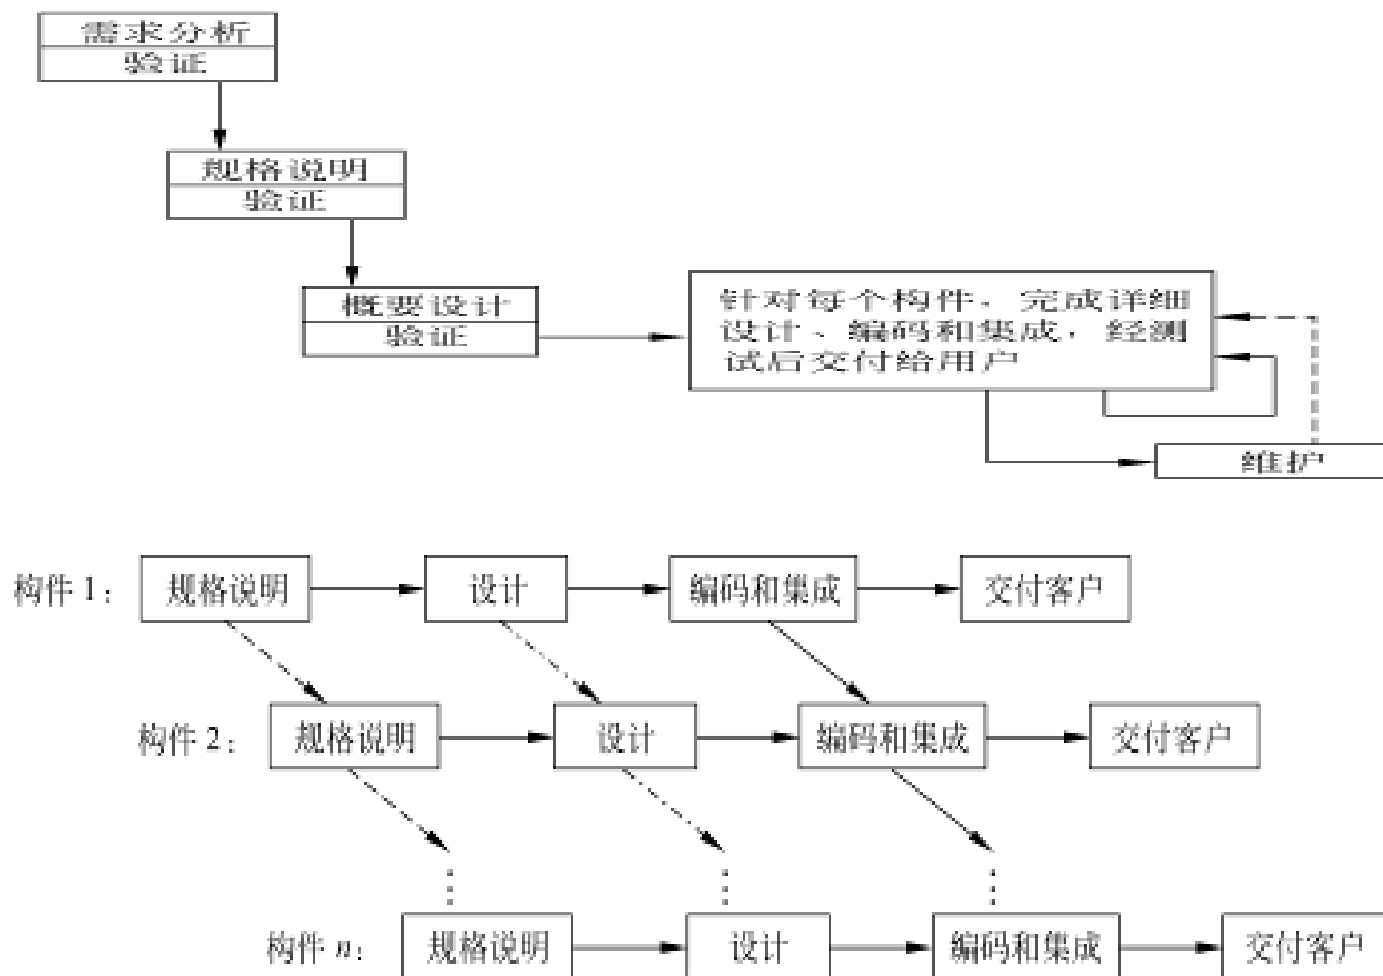 需求分析
验证
规格说明
验证
概要设计
验证
针对每个构件，完成详细
设计、编码和集成，经测
试后交付给用户
维护
构件 1： 规格说明 设计 编码和集成 交付客户
构件 2： 规格说明 设计 编码和集成 交付客户
构件 n： 规格说明 设计 编码和集成 交付客户